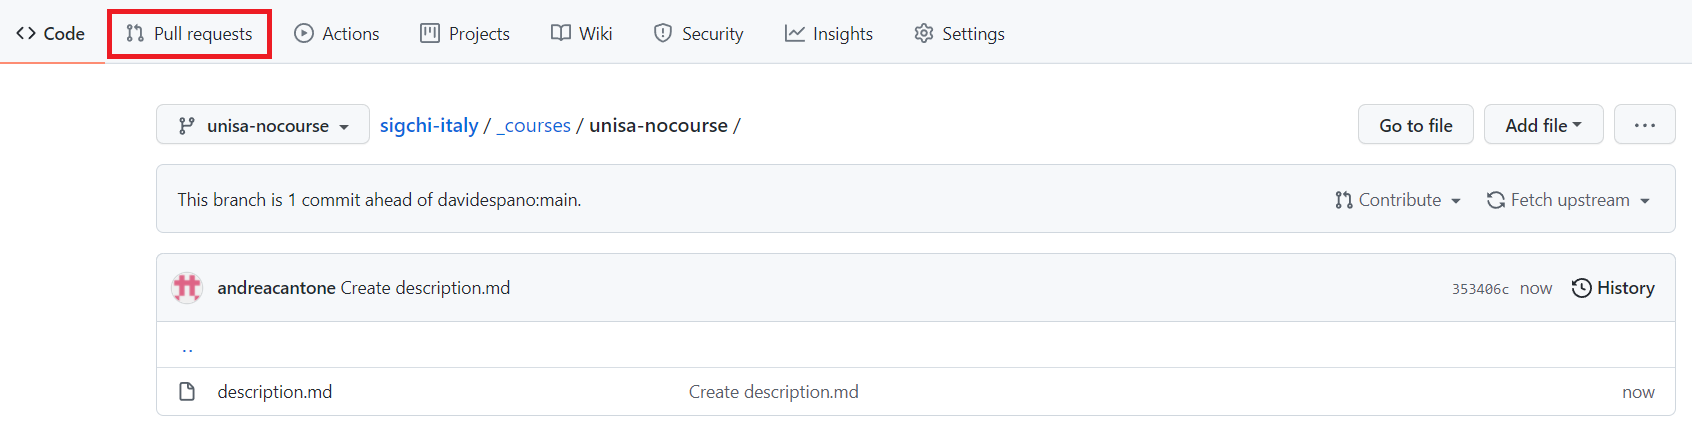 Code Pull requests Actions Projects Wiki Security Insights Settings
unisa-nocourse sigchi-italy / _courses / unisa-nocourse / Go to file Add file ...
This branch is 1 commit ahead of davidespano:main. Contribute Fetch upstream
andreacantone Create description.md 353406c now History
..
description.md Create description.md now